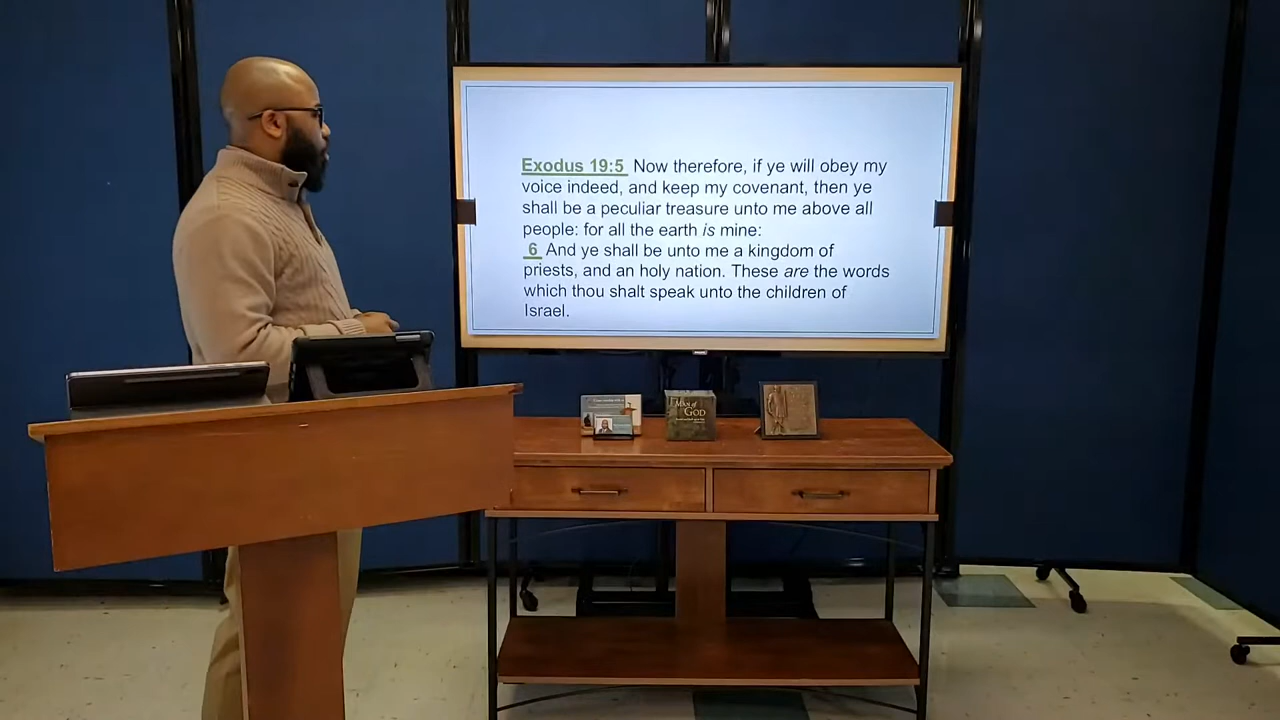 Exodus 19:5 Now therefore, if ye will obey my
voice indeed, and keep my covenant, then ye
shall be a peculiar treasure unto me above all
people: for all the earth is mine:
6 And ye shall be unto me a kingdom of
priests, and an holy nation. These are the words
which thou shalt speak unto the children of
Israel.
Man of
GOD